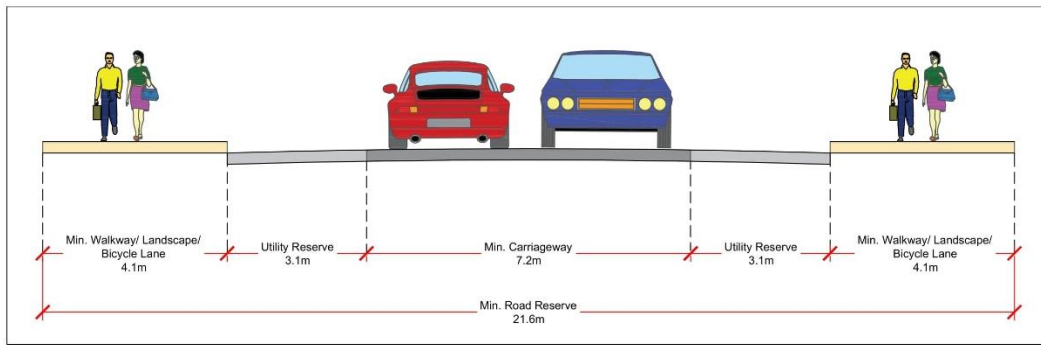 Min. Walkway/ Landscape/
Bicycle Lane
4.1m
Utility Reserve
3.1m
Min. Carriageway
7.2m
Utility Reserve
3.1m
Min. Walkway/ Landscape/
Bicycle Lane
4.1m
Min. Road Reserve
21.6m